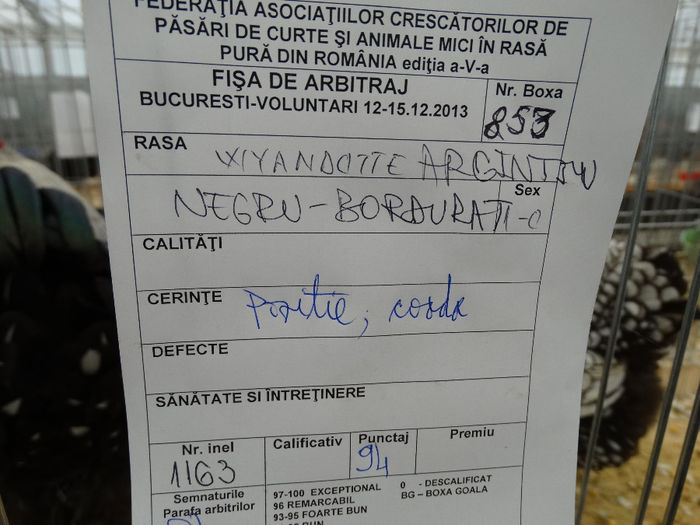 FEDERAŢIA ASOCIAŢIILOR CRESCĂTORILOR DE
PĂSĂRI DE CURTE ŞI ANIMALE MICI ÎN RASĂ
PURĂ DIN ROMÂNIA ediţia a-V-a
FIŞA DE ARBITRAJ
BUCURESTI-VOLUNTARI 12-15.12.2013
Nr. Boxa
853
RASA WYANDOTTE ARGINTIU
Sex
NEGRU-BORDURATI-
CALITĂŢI
CERINŢE Pozitie, coada
DEFECTE
SĂNĂTATE SI ÎNTREŢINERE
Nr. inel Calificativ Punctaj Premiu
1163 94
Semnaturile
Parafa arbitrilor
97-100 EXCEPTIONAL
96 REMARCABIL
93-95 FOARTE BUN
BUN
0 - DESCALIFICAT
BG – BOXA GOALA